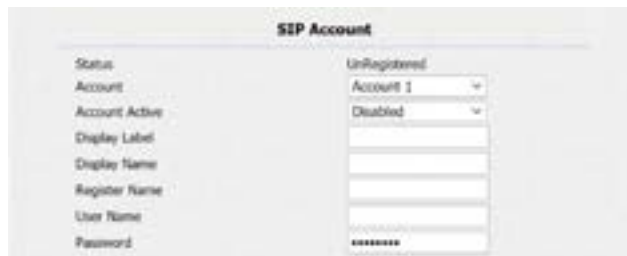 SIP Account
Status UnRegistered
Account Account 1
Account Active Disabled
Display Label
Display Name
Register Name
User Name
Password ••••••••